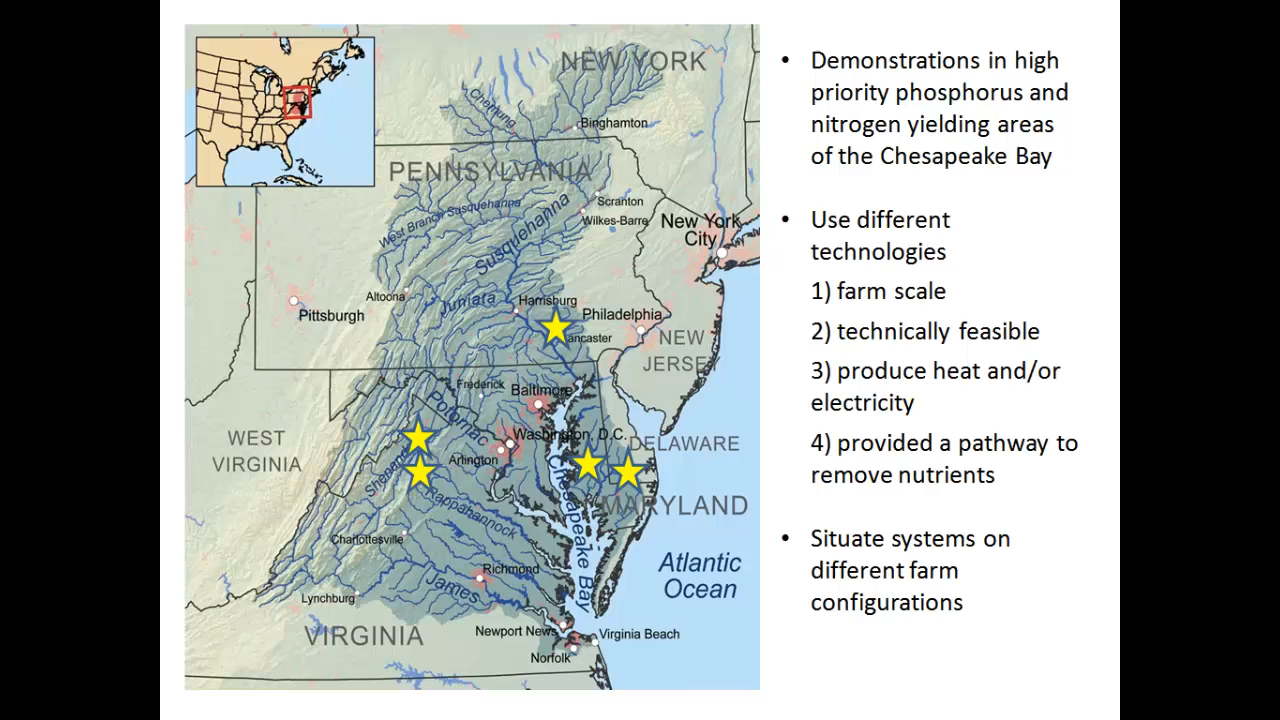 NEW YORK
Chemung
Binghamton
PENNSYLVANIA
Scranton
West Branch Susquehanna
Wilkes-Barre
Susquehanna
New York
City
Altoona
Juniata
Harrisburg
Pittsburgh
Philadelphia
Lancaster
NEW
JERSEY
Frederick
Baltimore
Potomac
Washington, D.C.
WEST
VIRGINIA
DELAWARE
Arlington
Chesapeake Bay
MARYLAND
Rappahannock
Charlottesville
Atlantic
Ocean
Richmond
James
Lynchburg
VIRGINIA
Newport News
Virginia Beach
Norfolk
• Demonstrations in high
priority phosphorus and
nitrogen yielding areas
of the Chesapeake Bay
• Use different
technologies
1) farm scale
2) technically feasible
3) produce heat and/or
electricity
4) provided a pathway to
remove nutrients
• Situate systems on
different farm
configurations